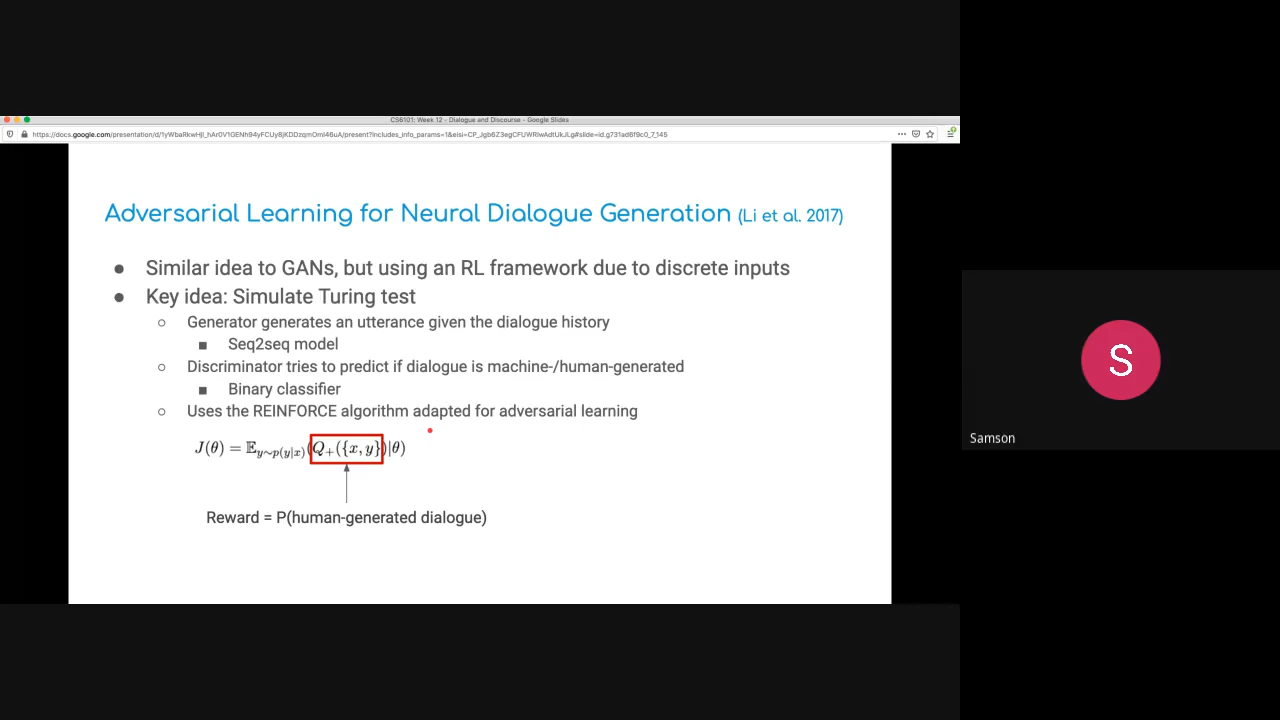 CS6101: Week 12 - Dialogue and Discourse - Google Slides
Adversarial Learning for Neural Dialogue Generation (Li et al. 2017)
● Similar idea to GANs, but using an RL framework due to discrete inputs
● Key idea: Simulate Turing test
○ Generator generates an utterance given the dialogue history
■ Seq2seq model
○ Discriminator tries to predict if dialogue is machine-/human-generated
■ Binary classifier
○ Uses the REINFORCE algorithm adapted for adversarial learning
J(θ) = 𝔼_{y∼p(y|x)}(Q₊({x, y})|θ)
Reward = P(human-generated dialogue)
S
Samson